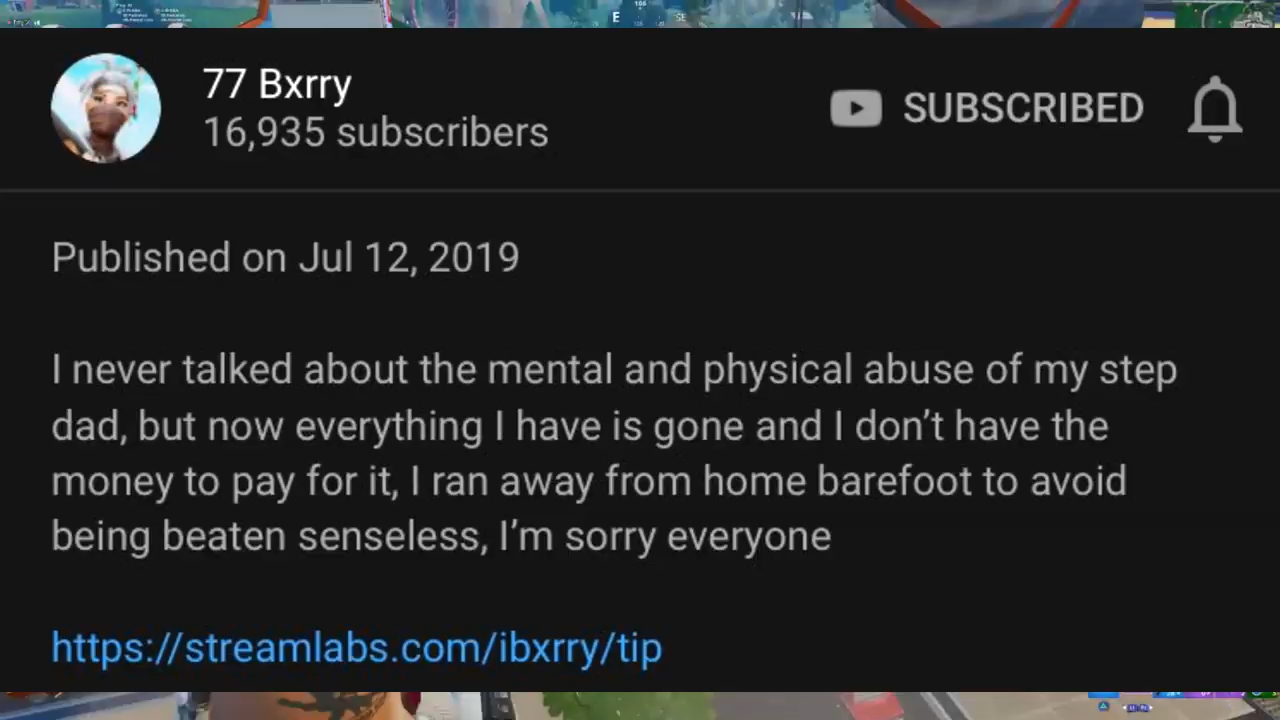 E
SE
77 Bxrry
16,935 subscribers
SUBSCRIBED
Published on Jul 12, 2019
I never talked about the mental and physical abuse of my step
dad, but now everything I have is gone and I don’t have the
money to pay for it, I ran away from home barefoot to avoid
being beaten senseless, I’m sorry everyone
https://streamlabs.com/ibxrry/tip